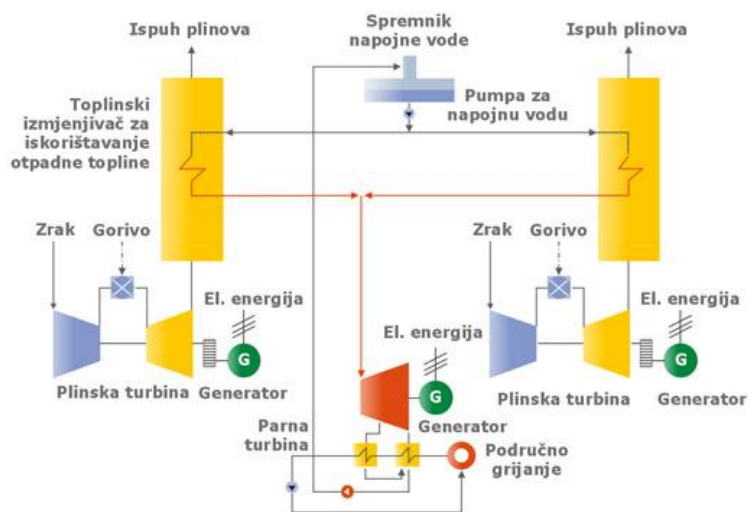 Ispuh plinova
Spremnik
napojne vode
Ispuh plinova
Toplinski
izmjenjivač za
iskorištavanje
otpadne topline
Pumpa za
napojnu vodu
Zrak
Gorivo
El. energija
G
Plinska turbina
Generator
Zrak
Gorivo
El. energija
G
Plinska turbina
Generator
El. energija
G
Generator
Parna
turbina
Područno
grijanje